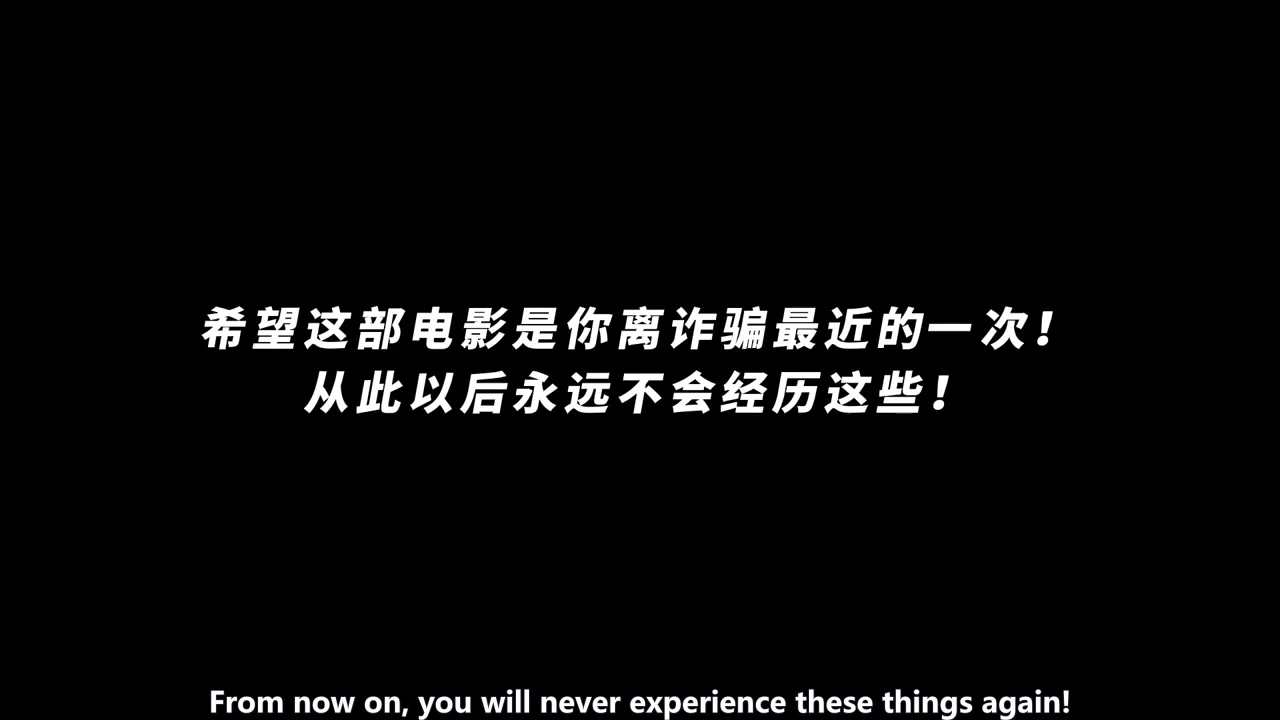 希望这部电影是你离诈骗最近的一次！
从此以后永远不会经历这些！
From now on, you will never experience these things again!